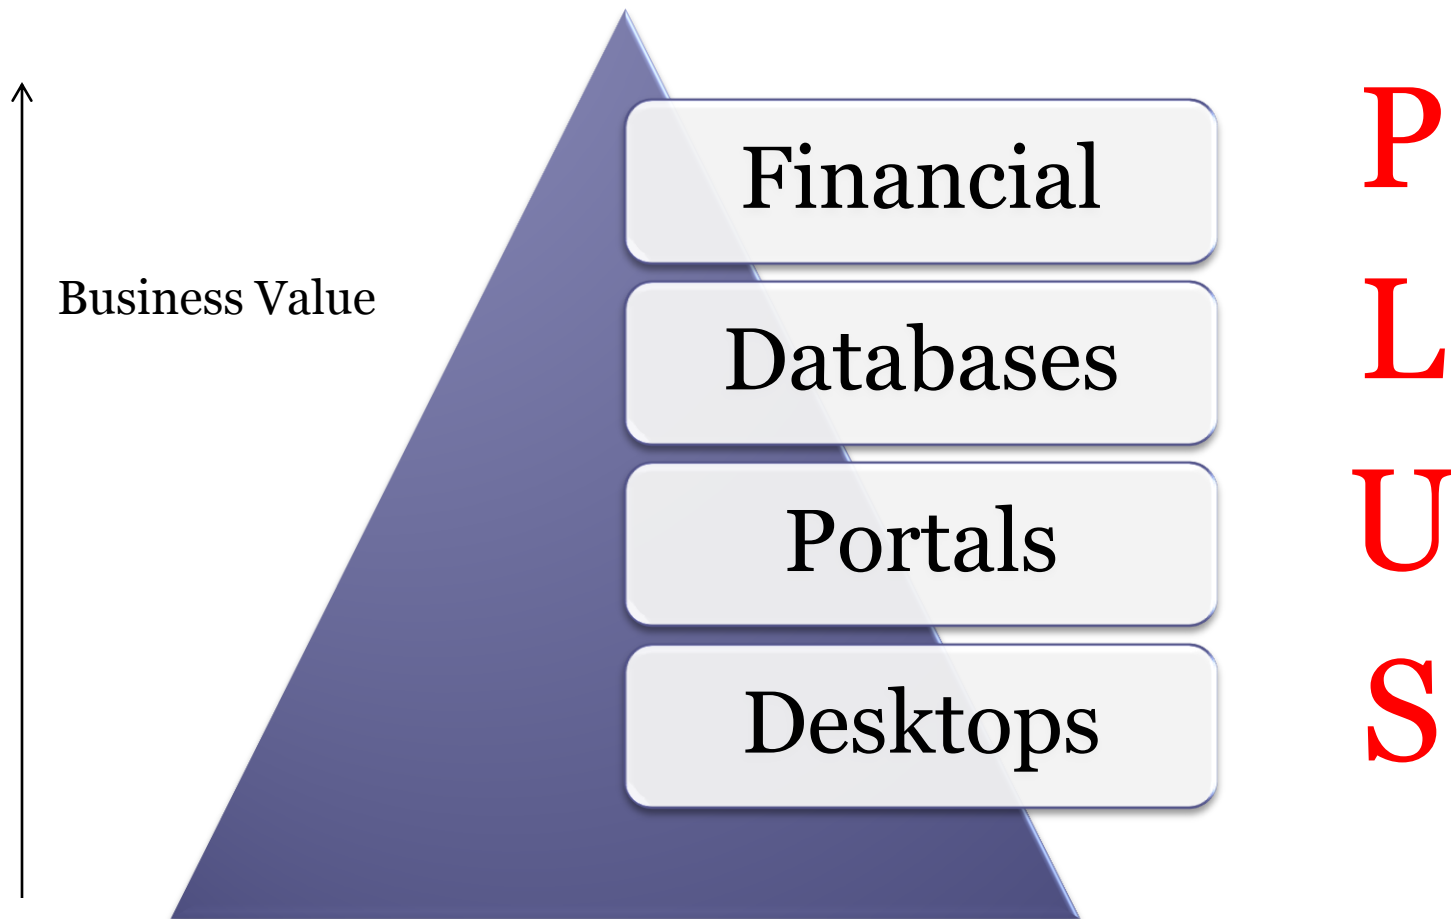 Business Value
Financial
Databases
Portals
Desktops
P
L
U
S